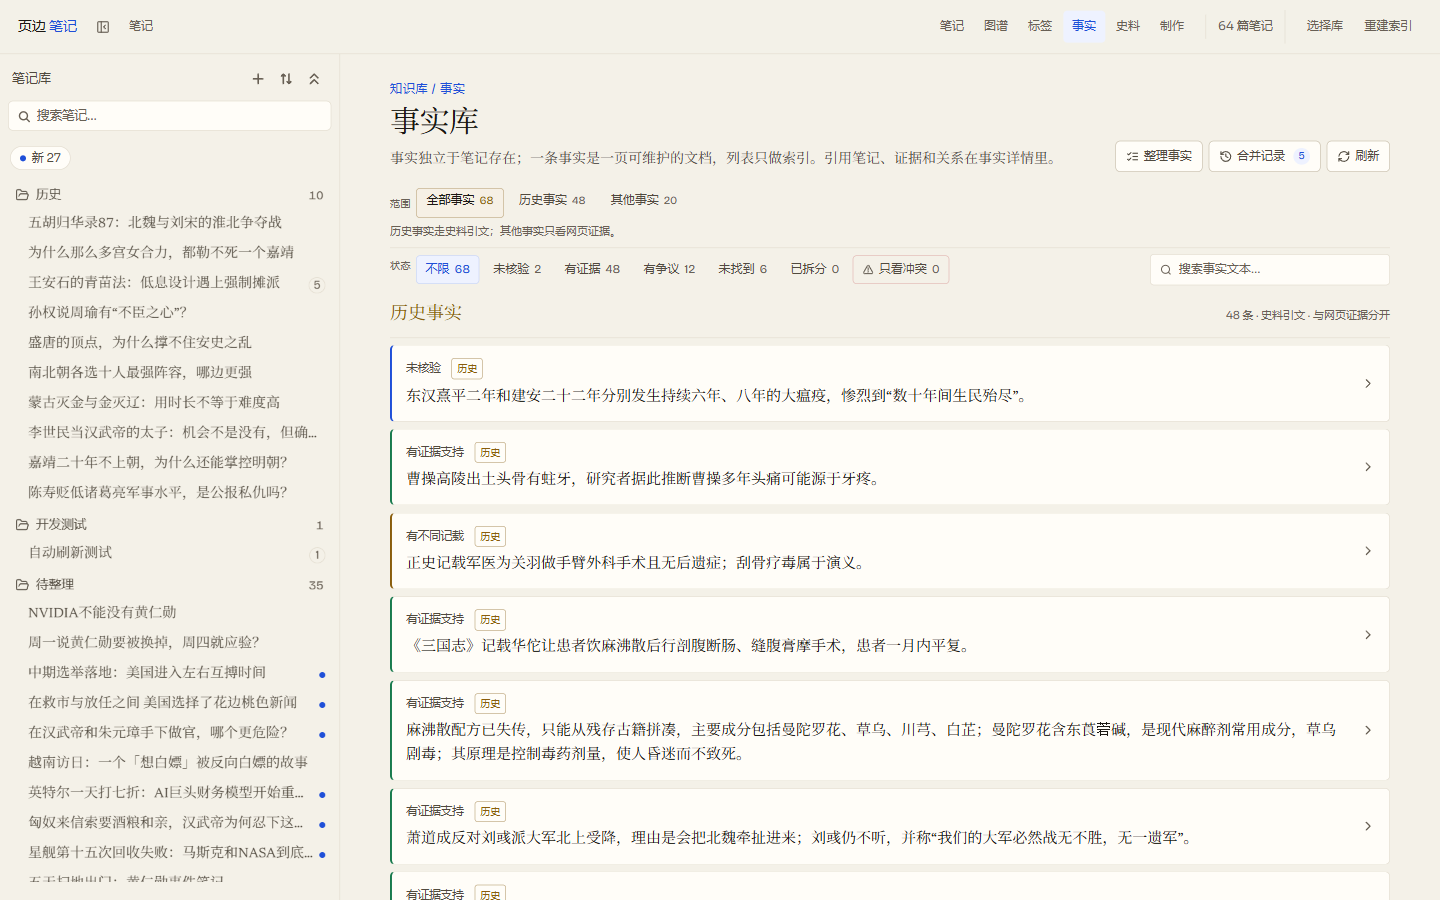 页边 笔记
笔记
笔记 图谱 标签 事实 史料 制作 64 篇笔记 选择库 重建索引
笔记库
搜索笔记...
新 27
历史 10
五胡归华录87：北魏与刘宋的淮北争夺战
为什么那么多宫女合力，都勒不死一个嘉靖
王安石的青苗法：低息设计遇上强制摊派 5
孙权说周瑜有“不臣之心”？
盛唐的顶点，为什么撑不住安史之乱
南北朝各选十人最强阵容，哪边更强
蒙古灭金与金灭辽：用时长不等于难度高
李世民当汉武帝的太子：机会不是没有，但确...
嘉靖二十年不上朝，为什么还能掌控明朝？
陈寿贬低诸葛亮军事水平，是公报私仇吗？
开发测试 1
自动刷新测试 1
待整理 35
NVIDIA不能没有黄仁勋
周一说黄仁勋要被换掉，周四就应验？
中期选举落地：美国进入左右互搏时间
在救市与放任之间 美国选择了花边桃色新闻
在汉武帝和朱元璋手下做官，哪个更危险？
越南访日：一个「想白嫖」被反向白嫖的故事
英特尔一天打七折：AI巨头财务模型开始重...
匈奴来信索要酒粮和亲，汉武帝为何忍下这...
星舰第十五次回收失败：马斯克和NASA到底...
五天扫地出门：黄仁勋事件笔记
知识库 / 事实
事实库
事实独立于笔记存在；一条事实是一页可维护的文档，列表只做索引。引用笔记、证据和关系在事实详情里。
整理事实 合并记录 5 刷新
范围 全部事实 68 历史事实 48 其他事实 20
历史事实走史料引文；其他事实只看网页证据。
状态 不限 68 未核验 2 有证据 48 有争议 12 未找到 6 已拆分 0 只看冲突 0
搜索事实文本...
历史事实
48 条 · 史料引文 · 与网页证据分开
未核验 历史
东汉熹平二年和建安二十二年分别发生持续六年、八年的大瘟疫，惨烈到“数十年间生民殆尽”。
有证据支持 历史
曹操高陵出土头骨有蛀牙，研究者据此推断曹操多年头痛可能源于牙疼。
有不同记载 历史
正史记载军医为关羽做手臂外科手术且无后遗症；刮骨疗毒属于演义。
有证据支持 历史
《三国志》记载华佗让患者饮麻沸散后行剖腹断肠、缝腹膏摩手术，患者一月内平复。
有证据支持 历史
麻沸散配方已失传，只能从残存古籍拼凑，主要成分包括曼陀罗花、草乌、川芎、白芷；曼陀罗花含东莨菪碱，是现代麻醉剂常用成分，草乌
剧毒；其原理是控制毒药剂量，使人昏迷而不致死。
有证据支持 历史
萧道成反对刘彧派大军北上受降，理由是会把北魏牵扯进来；刘彧仍不听，并称“我们的大军必然战无不胜，无一遗军”。
有证据支持 历史